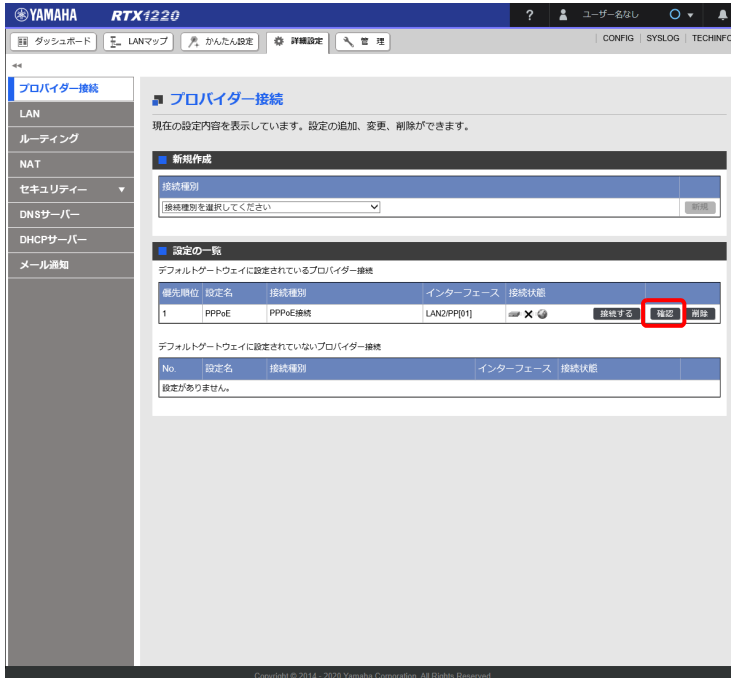 YAMAHA RTX1220 ? ユーザー名なし
ダッシュボード LANマップ かんたん設定 詳細設定 管 理 CONFIG SYSLOG TECHINFO
プロバイダー接続
LAN
ルーティング
NAT
セキュリティー
DNSサーバー
DHCPサーバー
メール通知
プロバイダー接続
現在の設定内容を表示しています。設定の追加、変更、削除ができます。
新規作成
接続種別
接続種別を選択してください 新規
設定の一覧
デフォルトゲートウェイに設定されているプロバイダー接続
優先順位 設定名 接続種別 インターフェース 接続状態
1 PPPoE PPPoE接続 LAN2/PP[01] 接続する 確認 削除
デフォルトゲートウェイに設定されていないプロバイダー接続
No. 設定名 接続種別 インターフェース 接続状態
設定がありません。
Copyright © 2014 - 2020 Yamaha Corporation. All Rights Reserved.